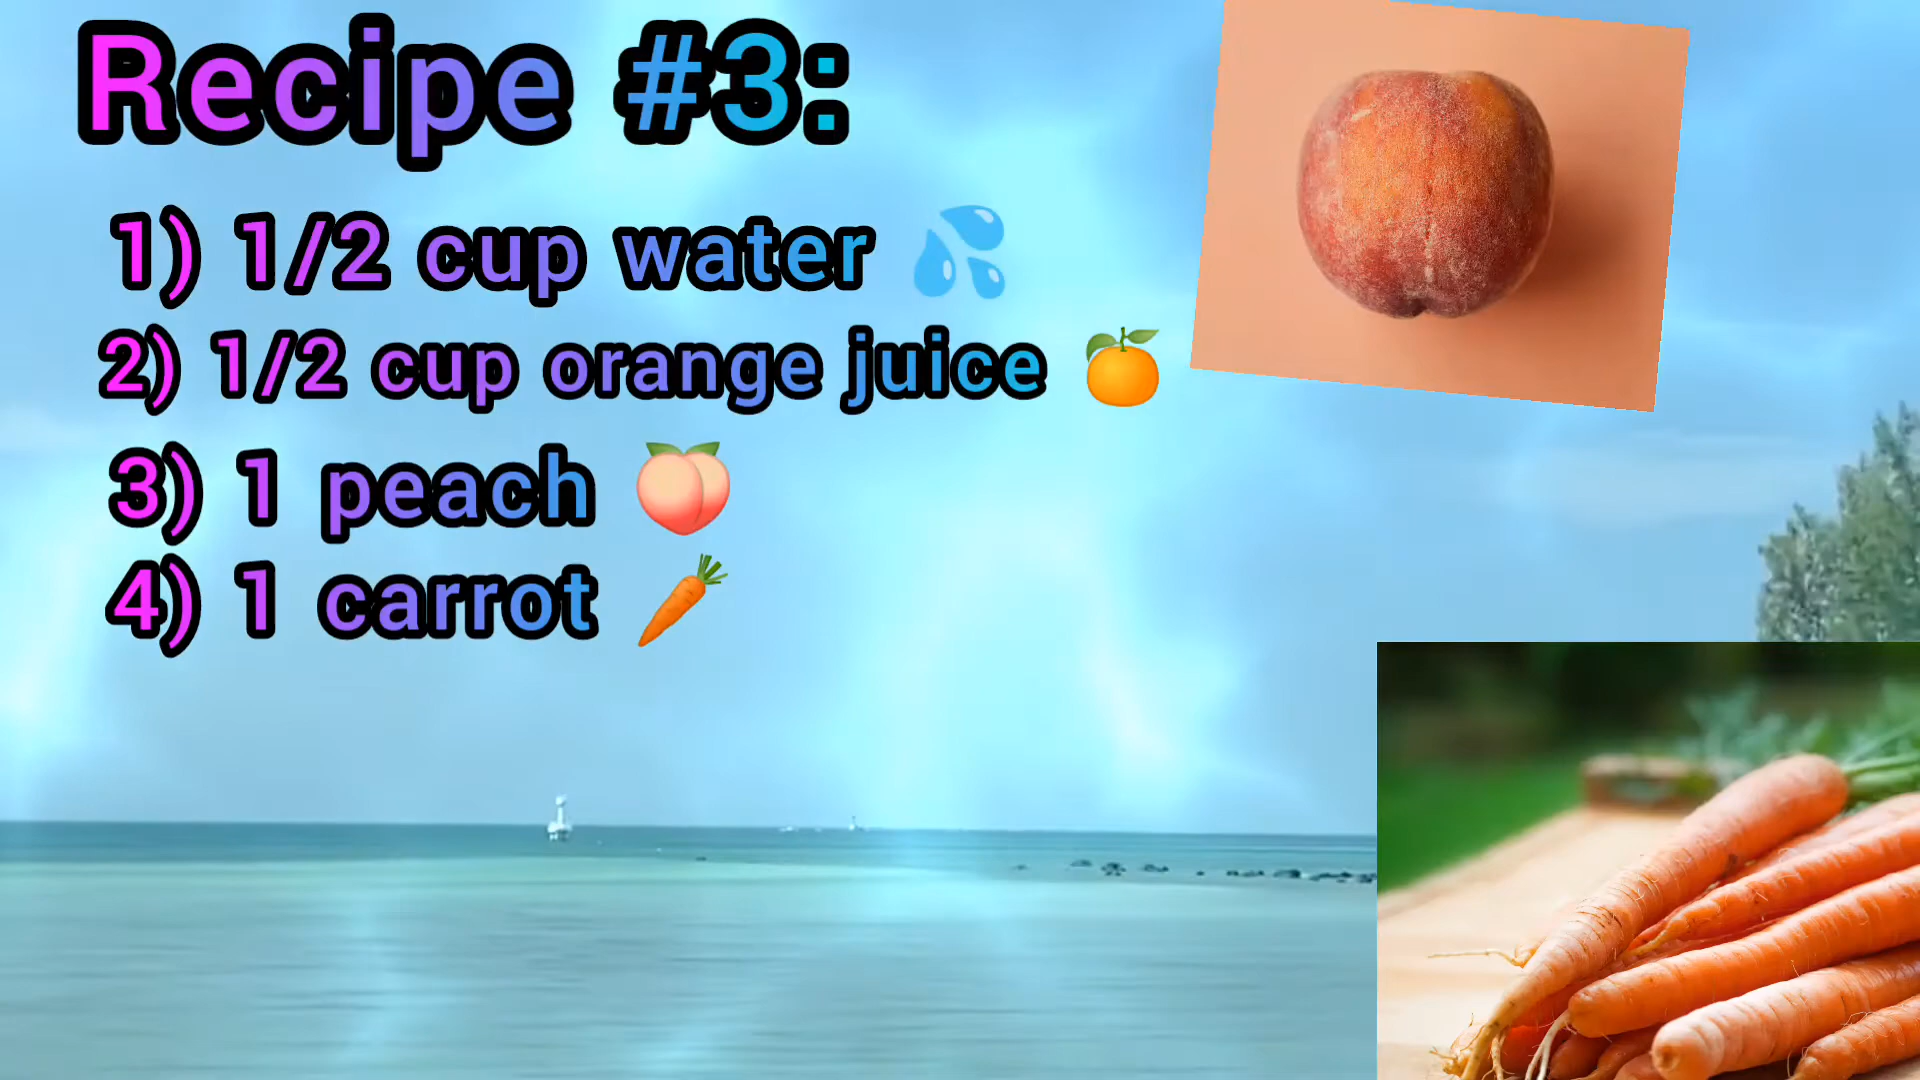 Recipe #3:
1) 1/2 cup water 💦
2) 1/2 cup orange juice 🍊
3) 1 peach 🍑
4) 1 carrot 🥕